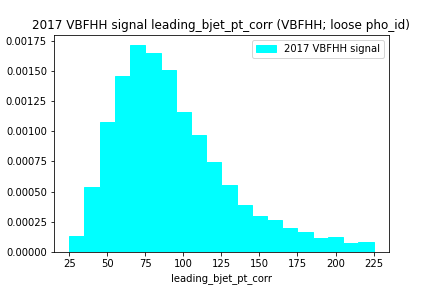 2017 VBFHH signal leading_bjet_pt_corr (VBFHH; loose pho_id)
2017 VBFHH signal
0.00175
0.00150
0.00125
0.00100
0.00075
0.00050
0.00025
0.00000
25 50 75 100 125 150 175 200 225
leading_bjet_pt_corr